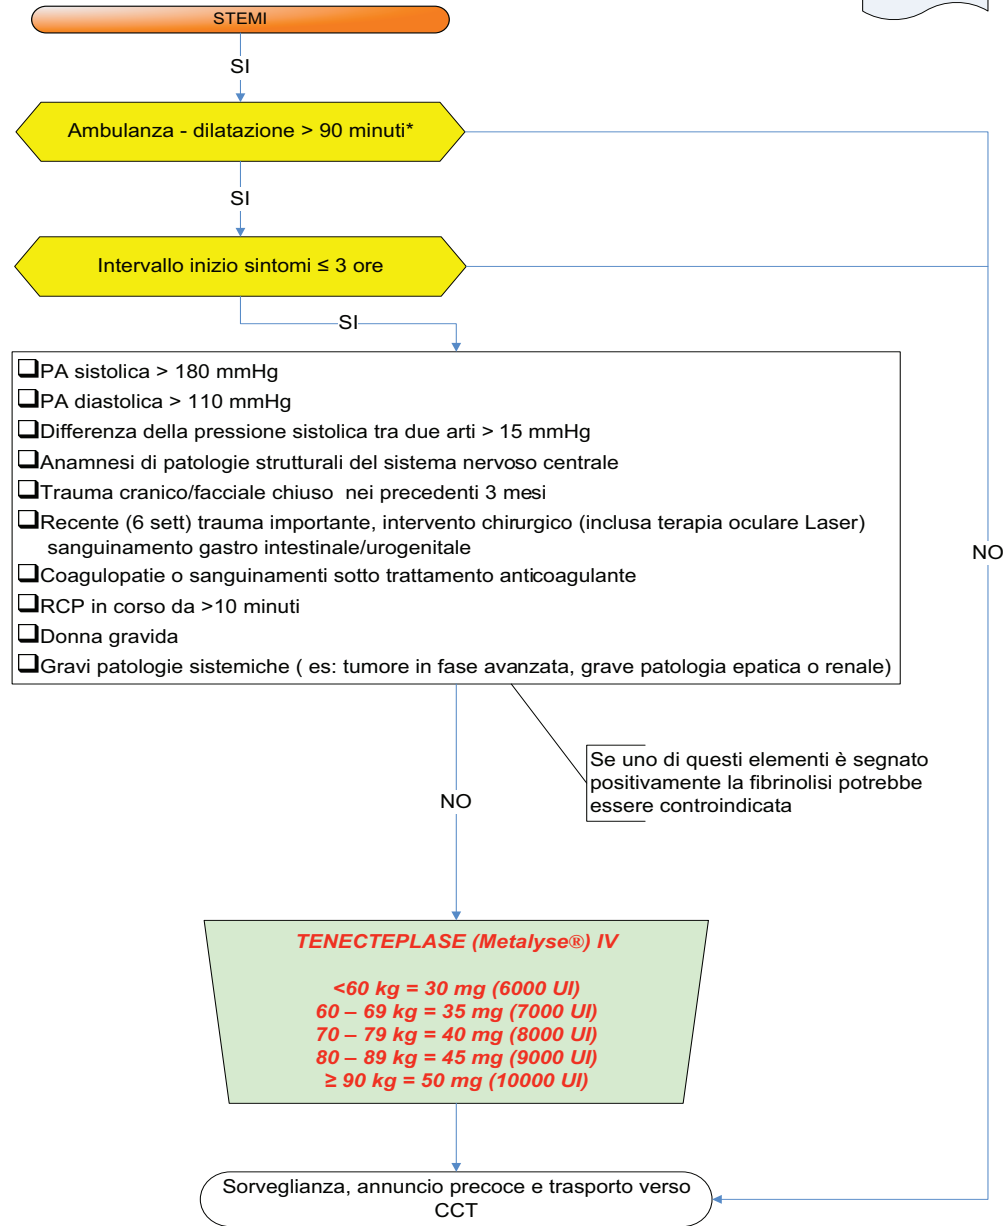 STEMI
SI
Ambulanza - dilatazione > 90 minuti*
SI
Intervallo inizio sintomi ≤ 3 ore
SI
❑PA sistolica > 180 mmHg
❑PA diastolica > 110 mmHg
❑Differenza della pressione sistolica tra due arti > 15 mmHg
❑Anamnesi di patologie strutturali del sistema nervoso centrale
❑Trauma cranico/facciale chiuso nei precedenti 3 mesi
❑Recente (6 sett) trauma importante, intervento chirurgico (inclusa terapia oculare Laser)
sanguinamento gastro intestinale/urogenitale
❑Coagulopatie o sanguinamenti sotto trattamento anticoagulante
❑RCP in corso da >10 minuti
❑Donna gravida
❑Gravi patologie sistemiche ( es: tumore in fase avanzata, grave patologia epatica o renale)
NO
Se uno di questi elementi è segnato
positivamente la fibrinolisi potrebbe
essere controindicata
NO
TENECTEPLASE (Metalyse®) IV
<60 kg = 30 mg (6000 UI)
60 – 69 kg = 35 mg (7000 UI)
70 – 79 kg = 40 mg (8000 UI)
80 – 89 kg = 45 mg (9000 UI)
≥ 90 kg = 50 mg (10000 UI)
Sorveglianza, annuncio precoce e trasporto verso
CCT